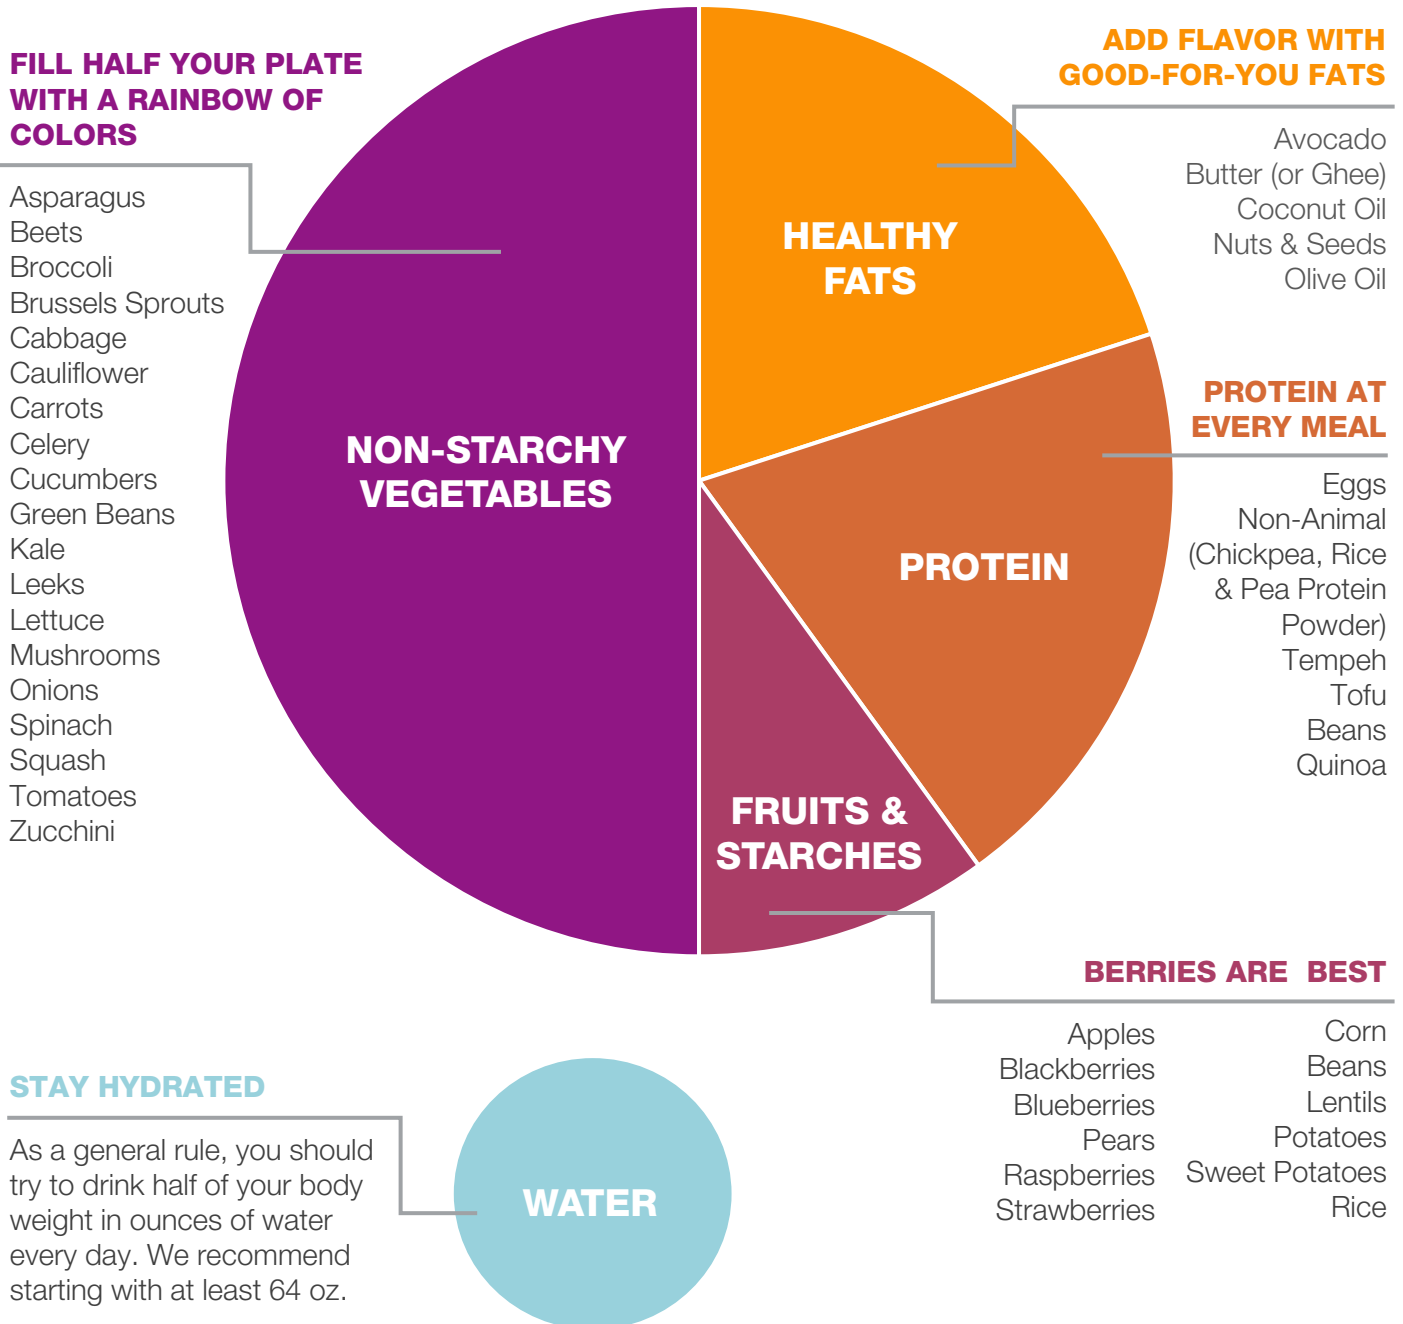 FILL HALF YOUR PLATE
WITH A RAINBOW OF
COLORS
Asparagus
Beets
Broccoli
Brussels Sprouts
Cabbage
Cauliflower
Carrots
Celery
Cucumbers
Green Beans
Kale
Leeks
Lettuce
Mushrooms
Onions
Spinach
Squash
Tomatoes
Zucchini
NON-STARCHY
VEGETABLES
HEALTHY
FATS
PROTEIN
FRUITS &
STARCHES
ADD FLAVOR WITH
GOOD-FOR-YOU FATS
Avocado
Butter (or Ghee)
Coconut Oil
Nuts & Seeds
Olive Oil
PROTEIN AT
EVERY MEAL
Eggs
Non-Animal
(Chickpea, Rice
& Pea Protein
Powder)
Tempeh
Tofu
Beans
Quinoa
BERRIES ARE  BEST
Apples
Blackberries
Blueberries
Pears
Raspberries
Strawberries
Corn
Beans
Lentils
Potatoes
Sweet Potatoes
Rice
STAY HYDRATED
As a general rule, you should
try to drink half of your body
weight in ounces of water
every day. We recommend
starting with at least 64 oz.
WATER